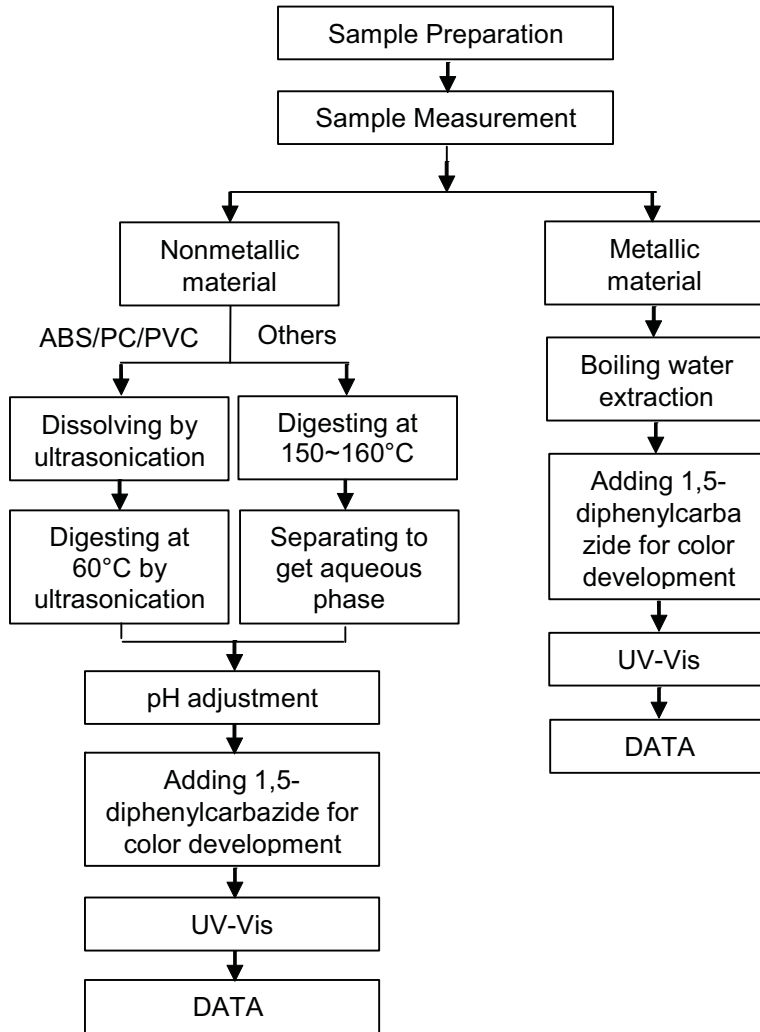 Sample Preparation
Sample Measurement
Nonmetallic
material
Metallic
material
ABS/PC/PVC
Others
Boiling water
extraction
Dissolving by
ultrasonication
Digesting at
150~160°C
Adding 1,5-
diphenylcarba
zide for color
development
Digesting at
60°C by
ultrasonication
Separating to
get aqueous
phase
UV-Vis
pH adjustment
DATA
Adding 1,5-
diphenylcarbazide for
color development
UV-Vis
DATA